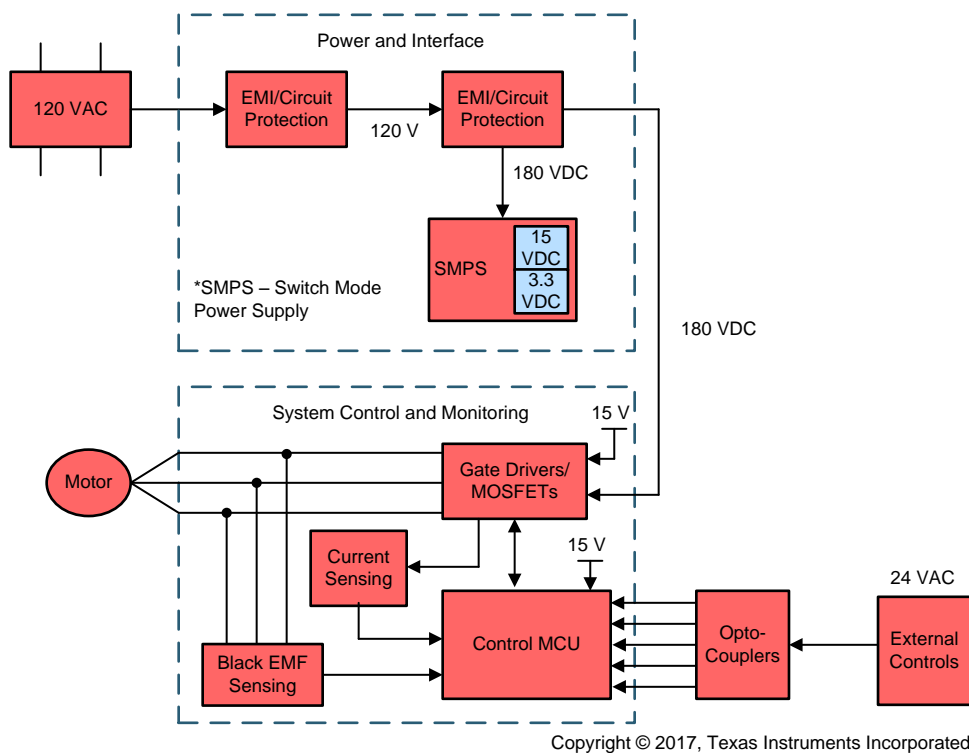 Power and Interface
120 VAC
EMI/Circuit
Protection
120 V
EMI/Circuit
Protection
180 VDC
SMPS
15
VDC
3.3
VDC
*SMPS – Switch Mode
Power Supply
180 VDC
System Control and Monitoring
15 V
Motor
Gate Drivers/
MOSFETs
Current
Sensing
15 V
Control MCU
Black EMF
Sensing
Opto-
Couplers
24 VAC
External
Controls
Copyright © 2017, Texas Instruments Incorporated